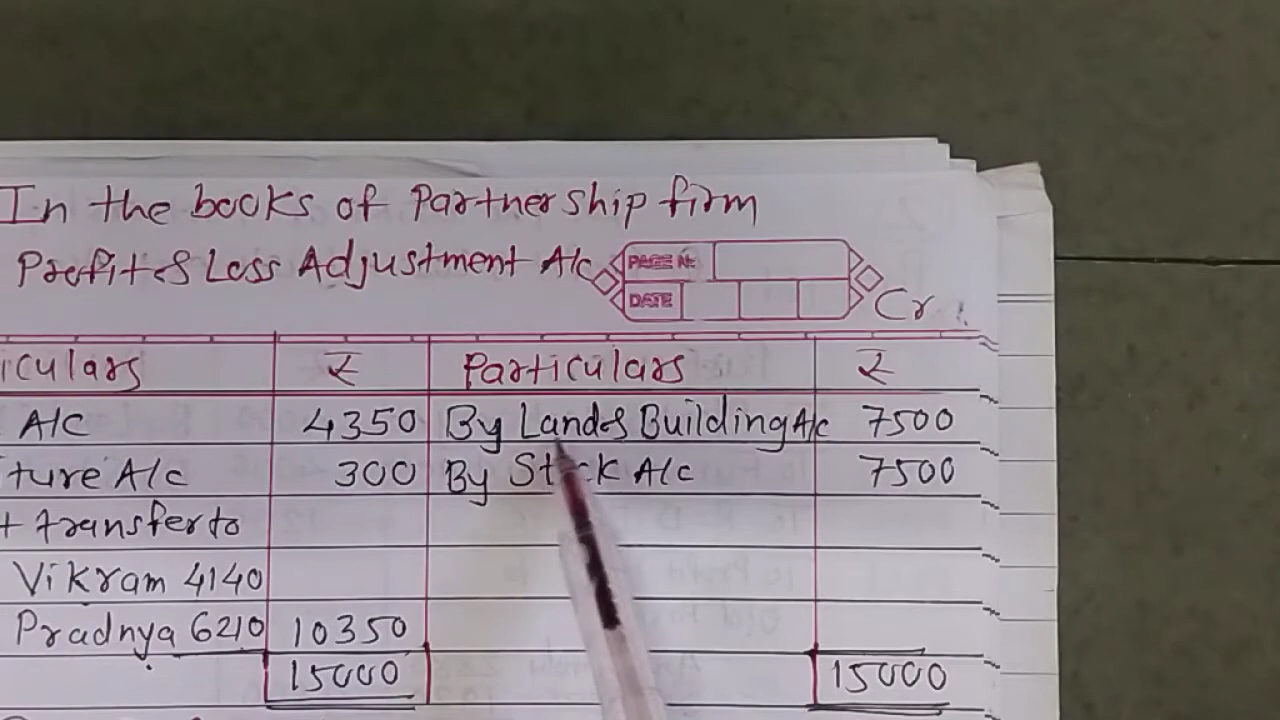 In the books of Partnership firm
Profit & Loss Adjustment A/c
PAGE No.
DATE
Cr.
iculars ₹ Particulars ₹
A/c 4350 By Land & Building A/c 7500
ture A/c 300 By Stock A/c 7500
t transfer to
Vikram 4140
Pradnya 6210 10350
15000 15000